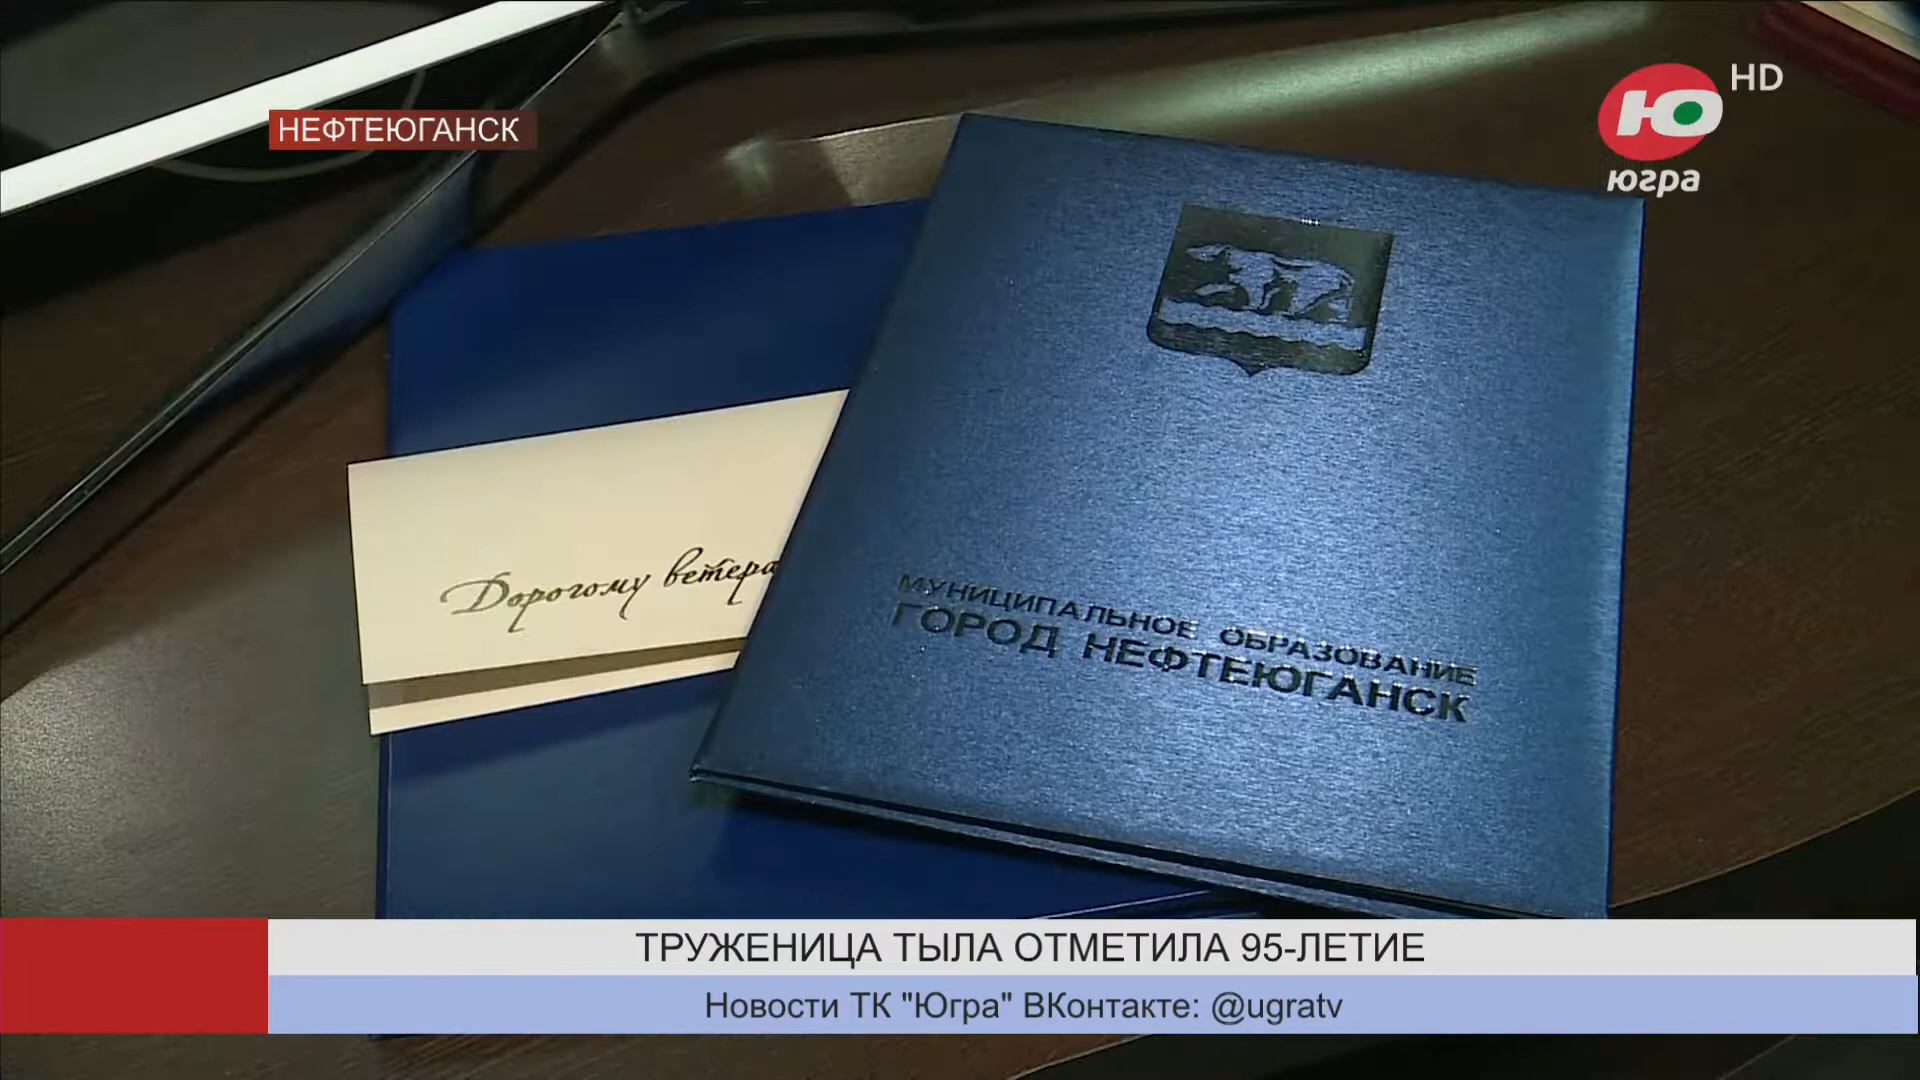 HD
НЕФТЕЮГАНСК
Ю
югра
Дорогому ветера
МУНИЦИПАЛЬНОЕ ОБРАЗОВАНИЕ
ГОРОД НЕФТЕЮГАНСК
ТРУЖЕНИЦА ТЫЛА ОТМЕТИЛА 95-ЛЕТИЕ
Новости ТК "Югра" ВКонтакте: @ugratv